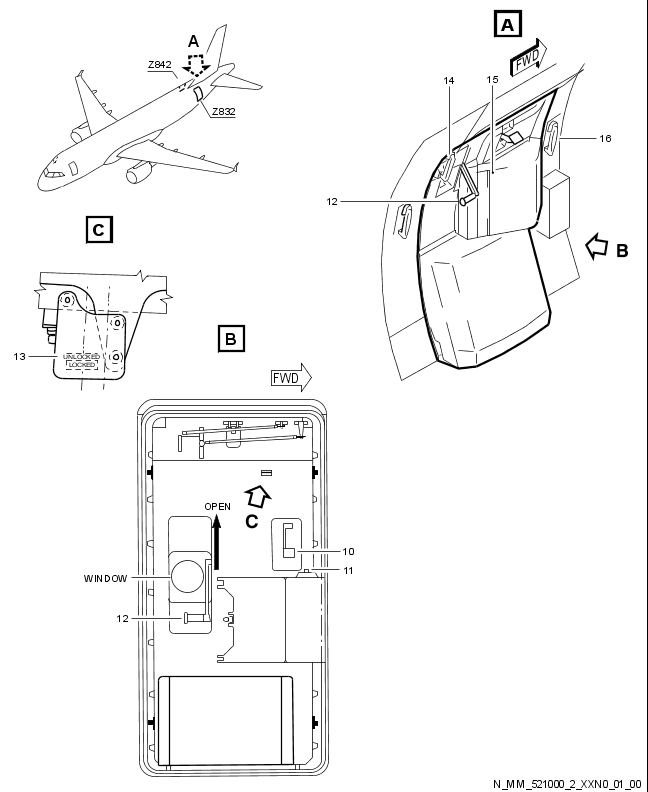 A
Z842
Z832
A
FWD
14
15
16
12
B
C
13
UNLOCKED
LOCKED
B
FWD
OPEN
C
10
11
WINDOW
12
N_MM_521000_2_XXN0_01_00